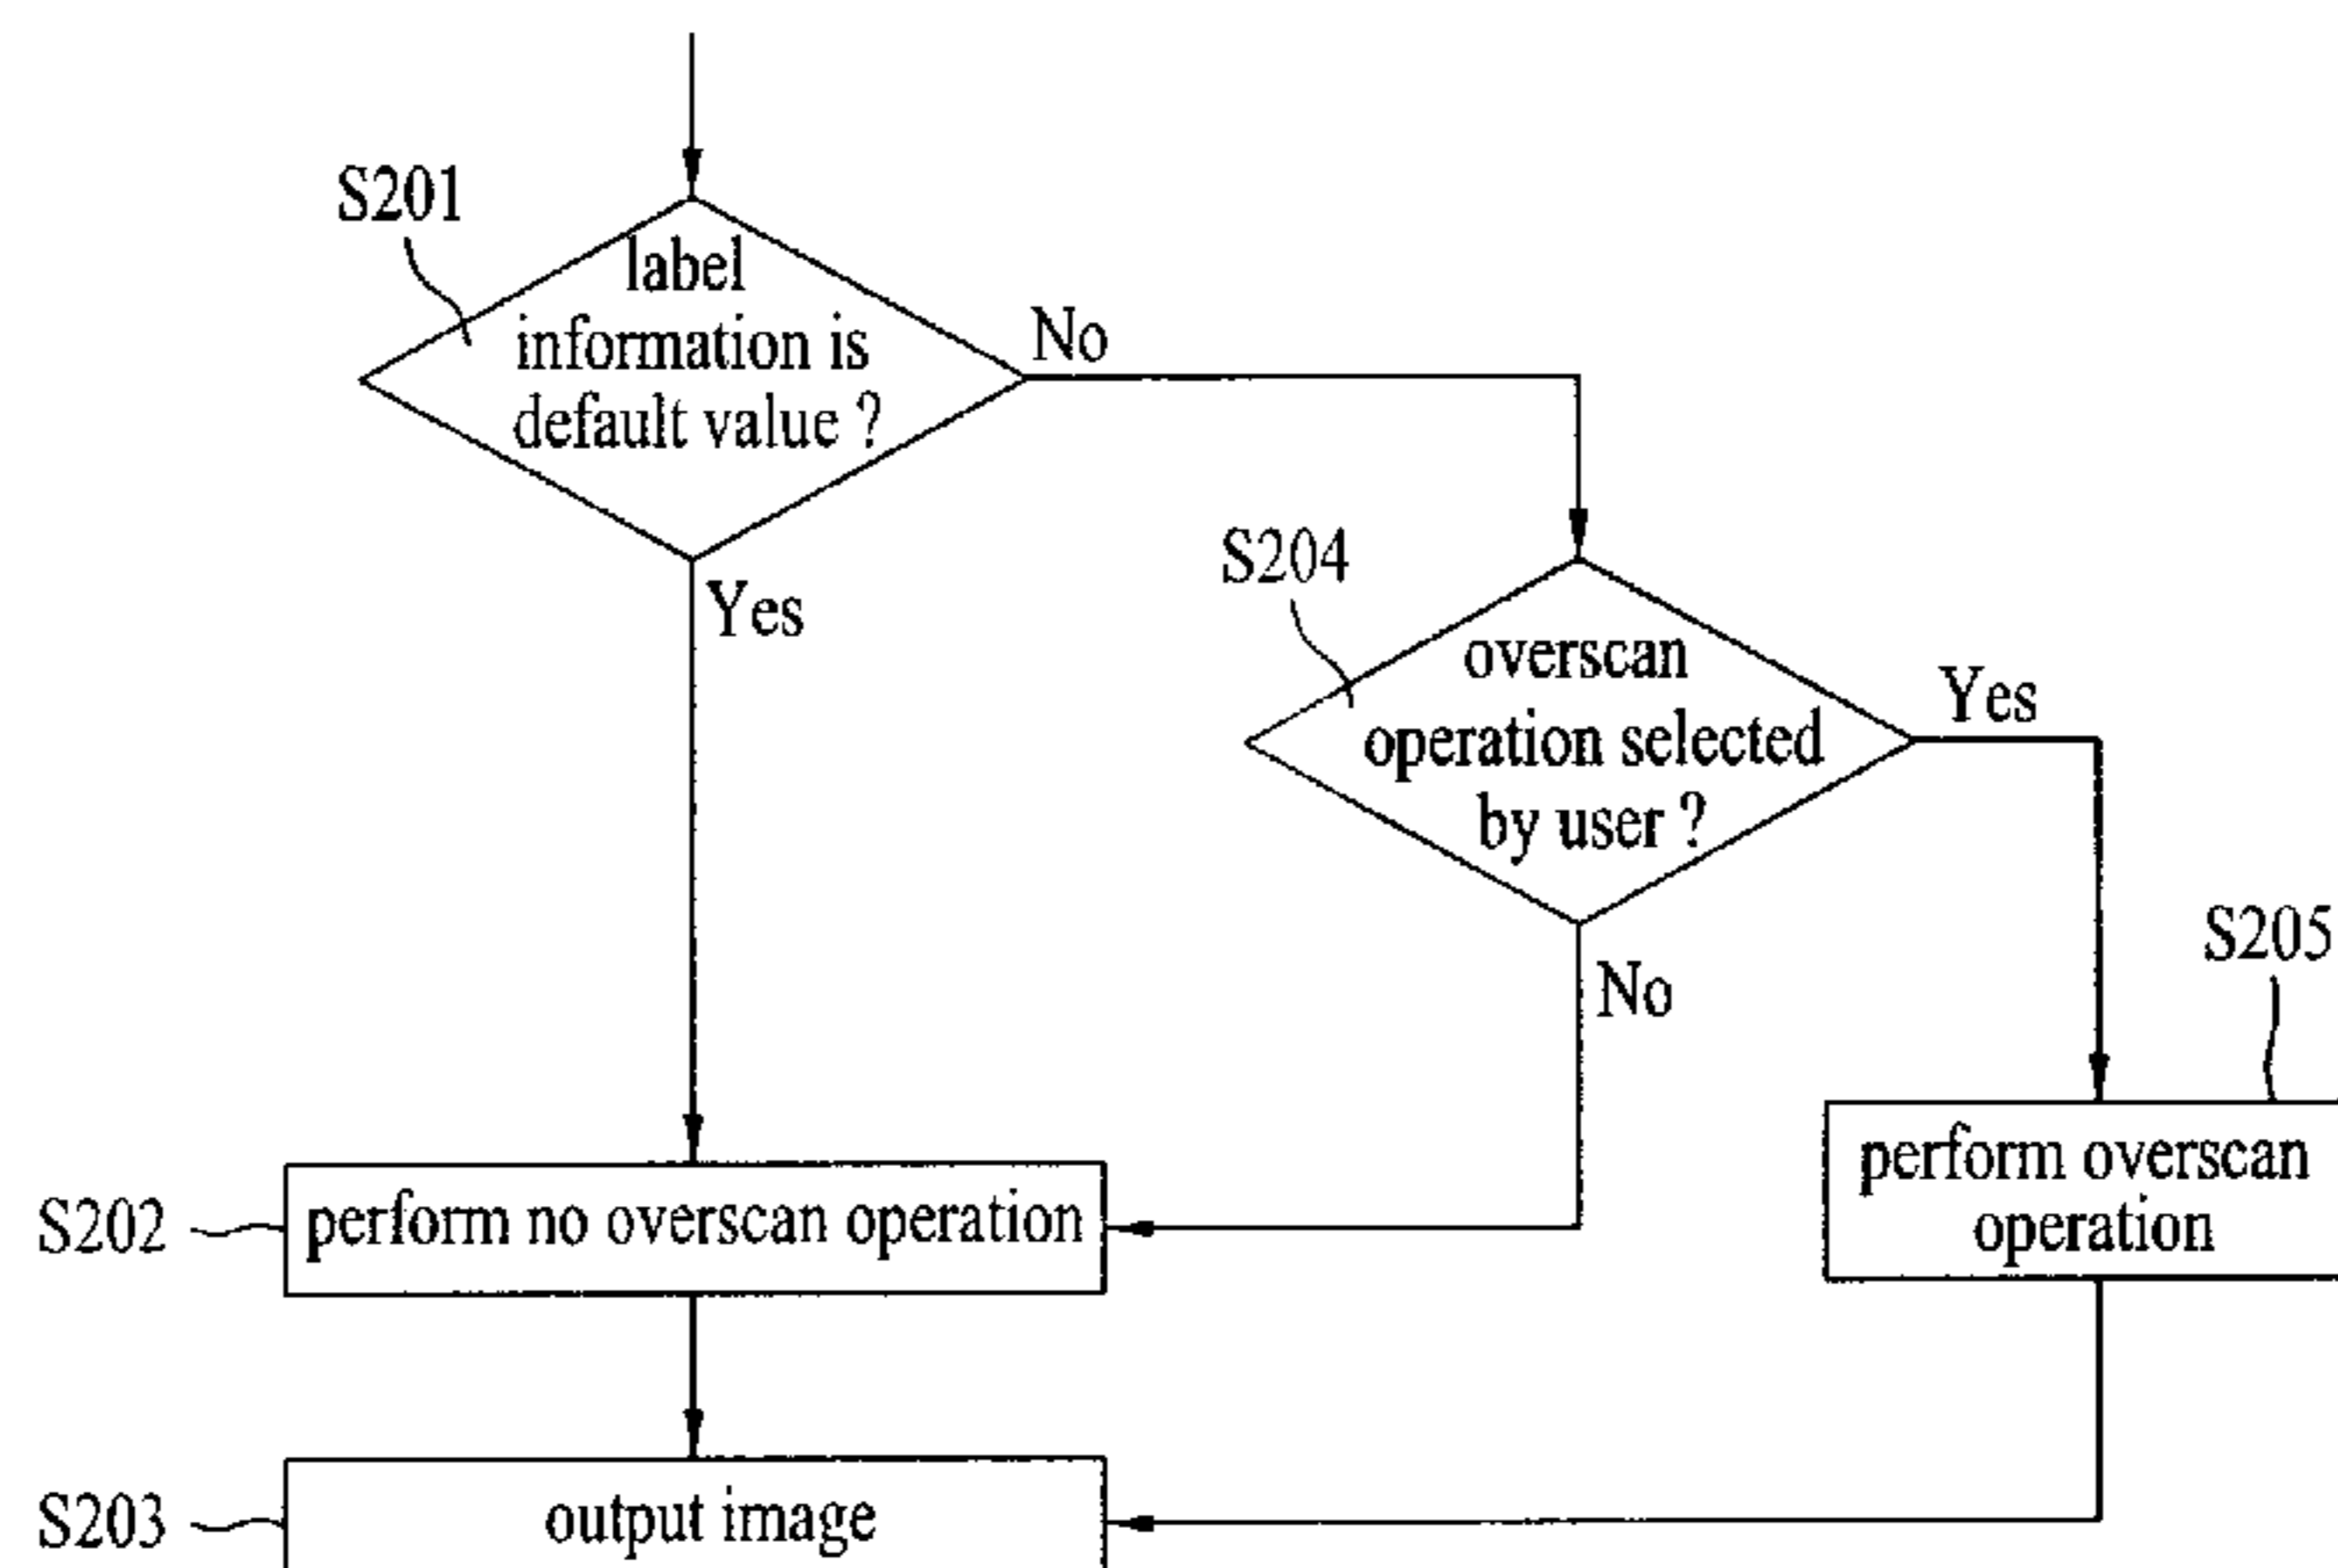 S201
label
information is
default value ?
No
Yes
S204
overscan
operation selected
by user ?
Yes
No
S205
perform overscan
operation
S202
perform no overscan operation
S203
output image